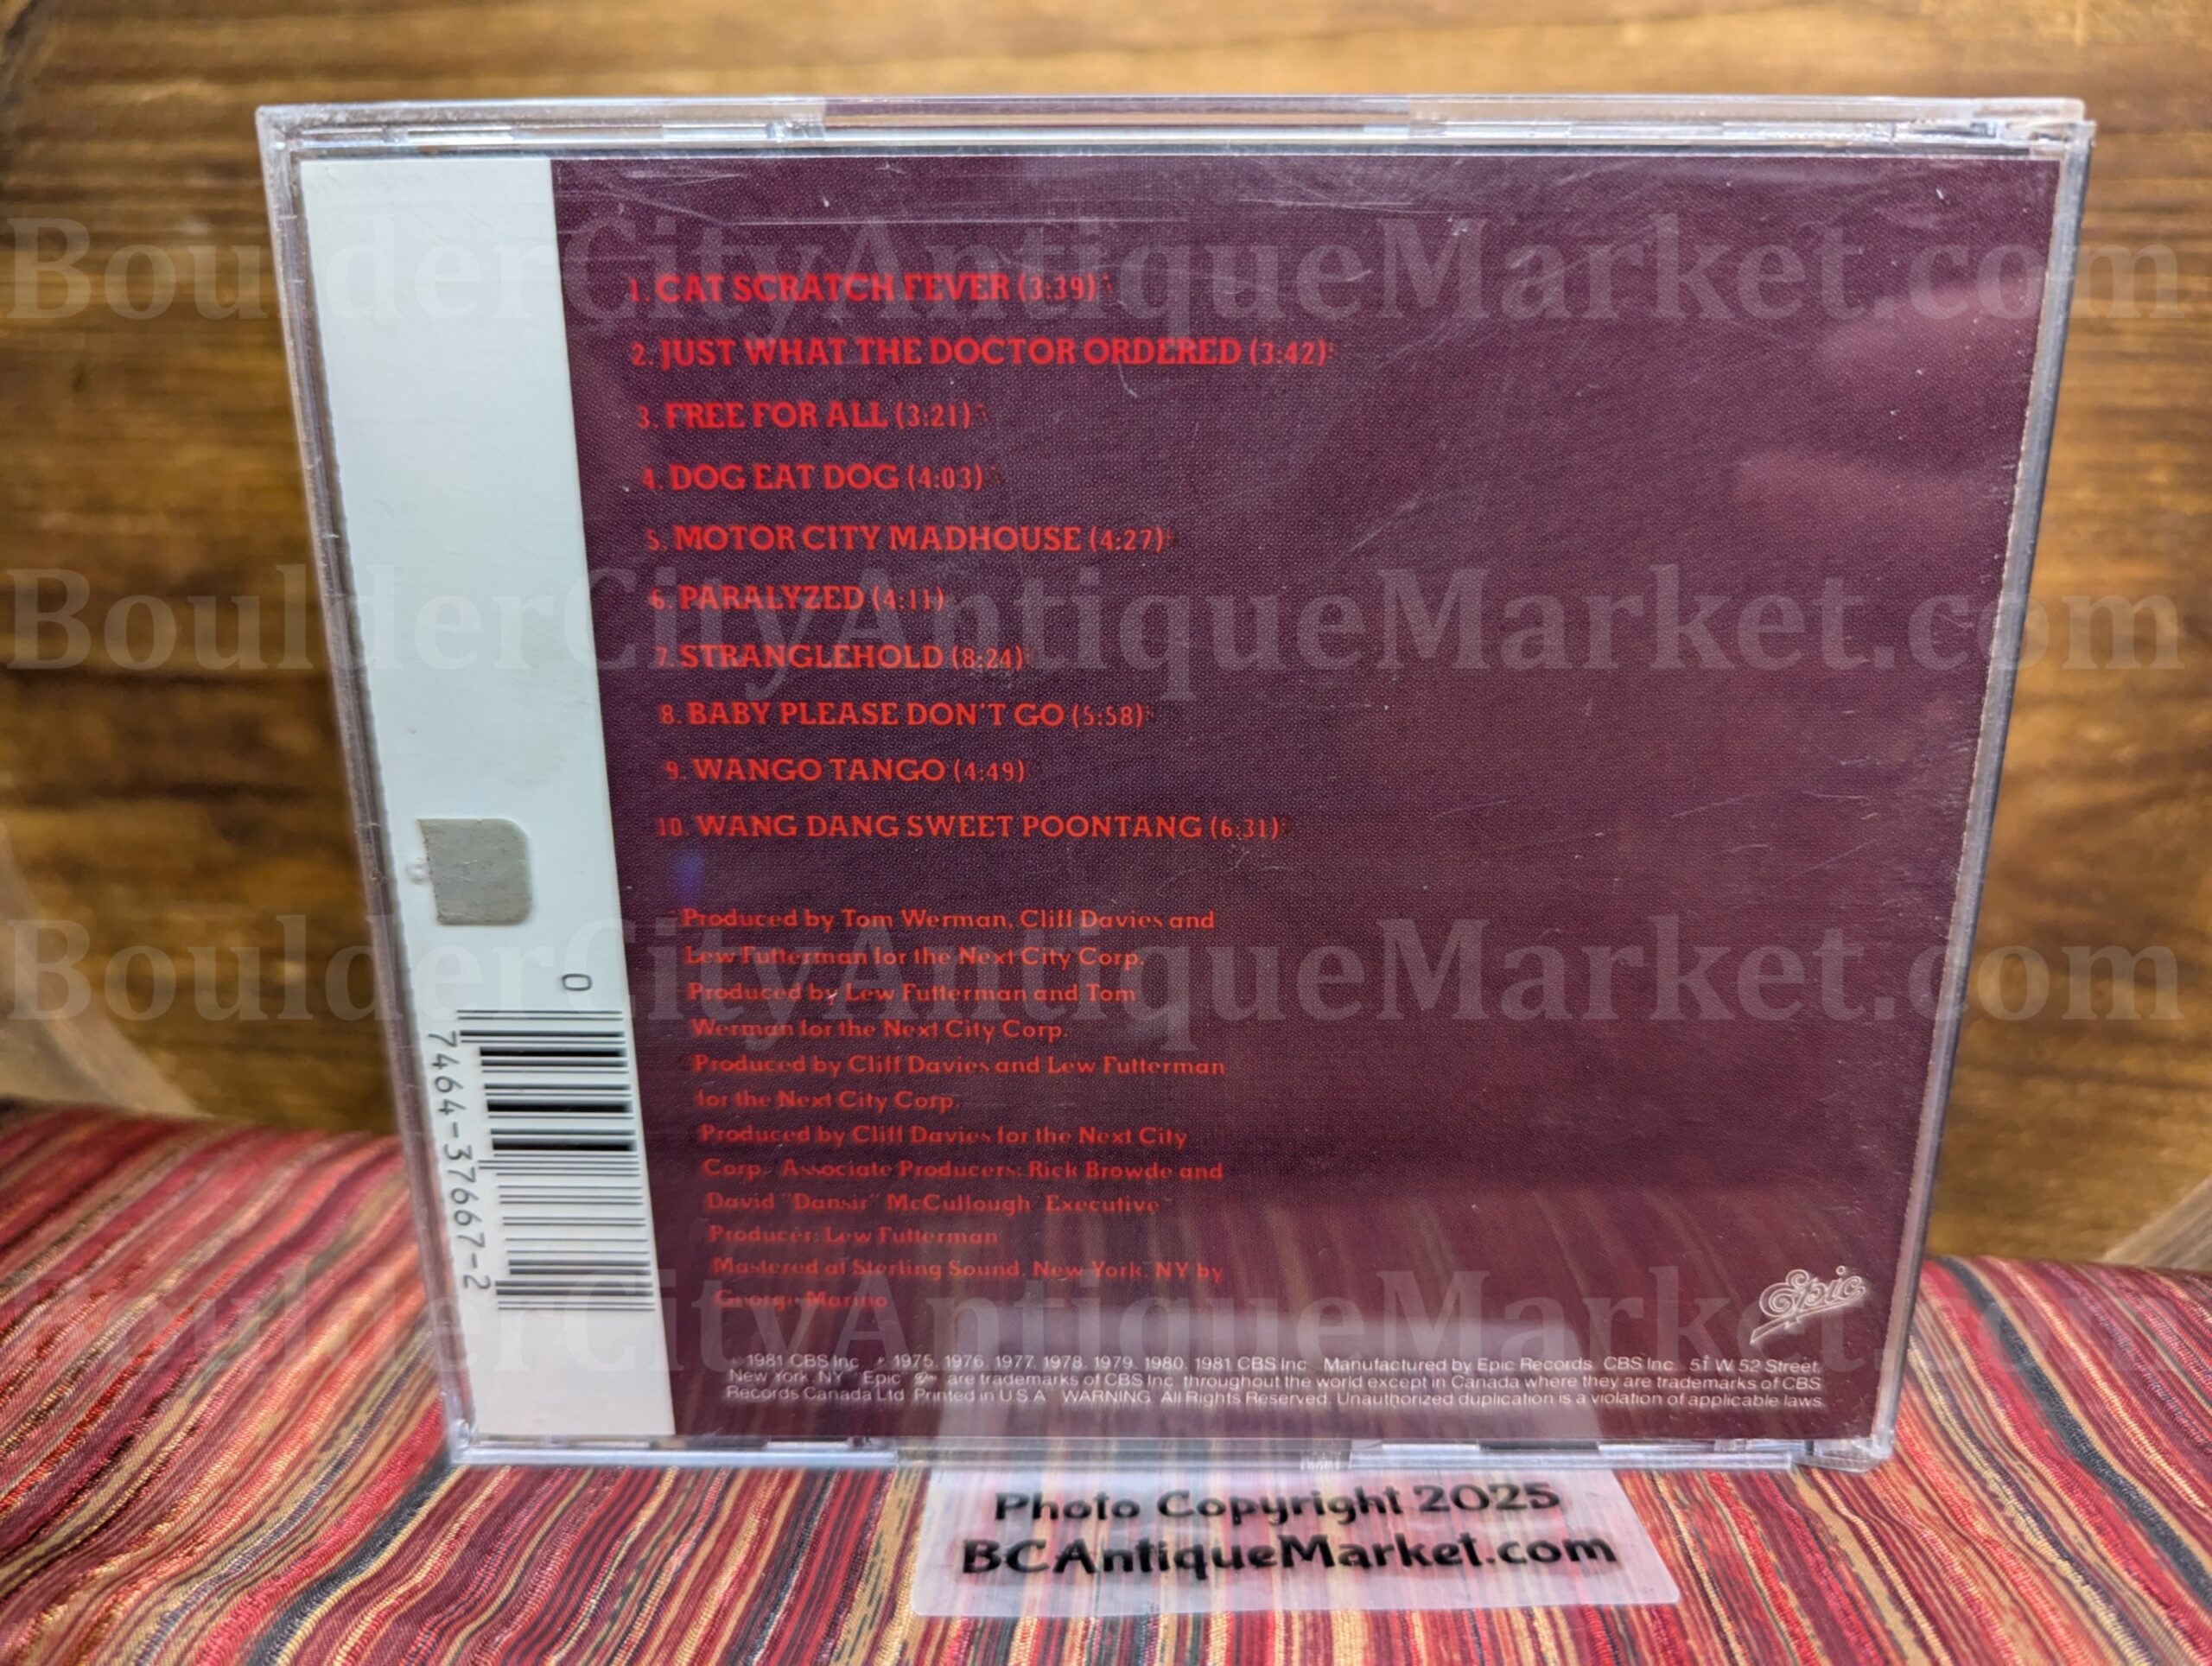 1. CAT SCRATCH FEVER (3:39)
2. JUST WHAT THE DOCTOR ORDERED (3:42)
3. FREE FOR ALL (3:21)
4. DOG EAT DOG (4:03)
5. MOTOR CITY MADHOUSE (4:27)
6. PARALYZED (4:11)
7. STRANGLEHOLD (8:24)
8. BABY PLEASE DON'T GO (5:58)
9. WANGO TANGO (4:49)
10. WANG DANG SWEET POONTANG (6:31)
Produced by Tom Werman, Cliff Davies and
Lew Futterman for the Next City Corp.
Produced by Lew Futterman and Tom
Werman for the Next City Corp.
Produced by Cliff Davies and Lew Futterman
for the Next City Corp.
Produced by Cliff Davies for the Next City
Corp. Associate Producers: Rick Browde and
David "Dansir" McCullough Executive
Producer: Lew Futterman
Mastered at Sterling Sound, New York, NY by
George Marino
1981 CBS Inc. 1975, 1976, 1977, 1978, 1979, 1980, 1981 CBS Inc. Manufactured by Epic Records, CBS Inc. 51 W. 52 Street,
New York, NY "Epic" are trademarks of CBS Inc. throughout the world except in Canada where they are trademarks of CBS
Records Canada Ltd. Printed in U.S.A. WARNING: All Rights Reserved. Unauthorized duplication is a violation of applicable laws.
Epic
0
7464-37667-2
Photo Copyright 2025
BCAntiqueMarket.com
BoulderCityAntiqueMarket.com
BoulderCityAntiqueMarket.com
BoulderCityAntiqueMarket.com
BoulderCityAntiqueMarket.com